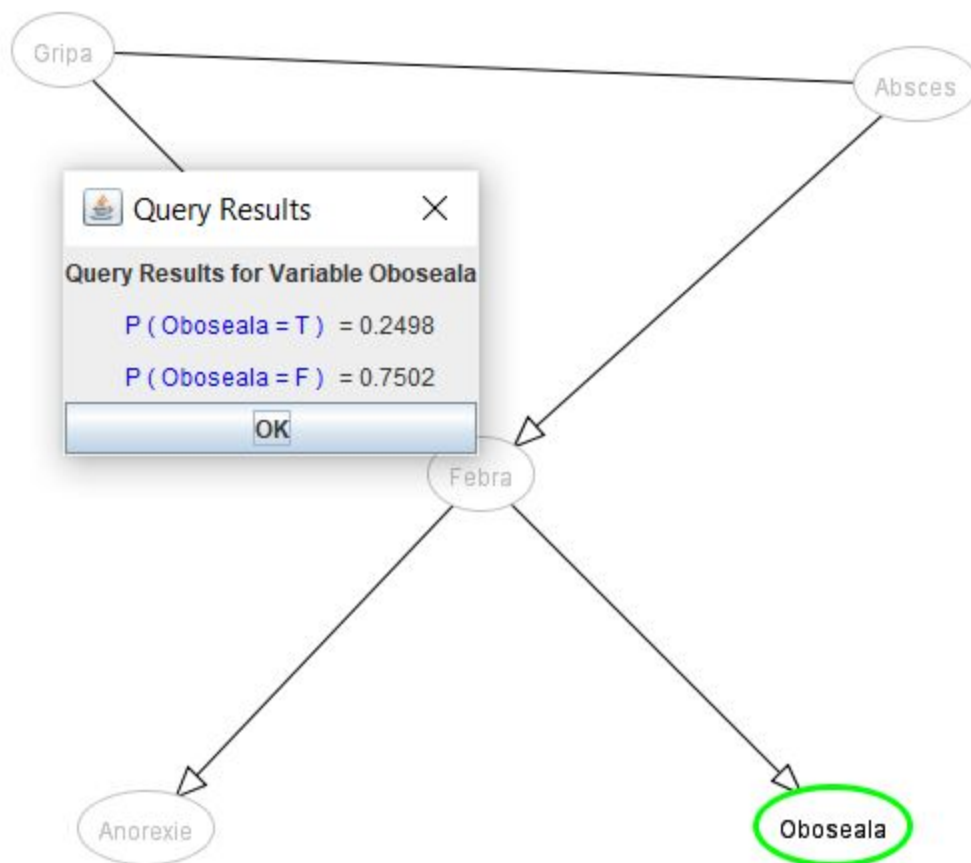 Gripa
Absces
Query Results
Query Results for Variable Oboseala
P ( Oboseala = T ) = 0.2498
P ( Oboseala = F ) = 0.7502
OK
Febra
Anorexie
Oboseala